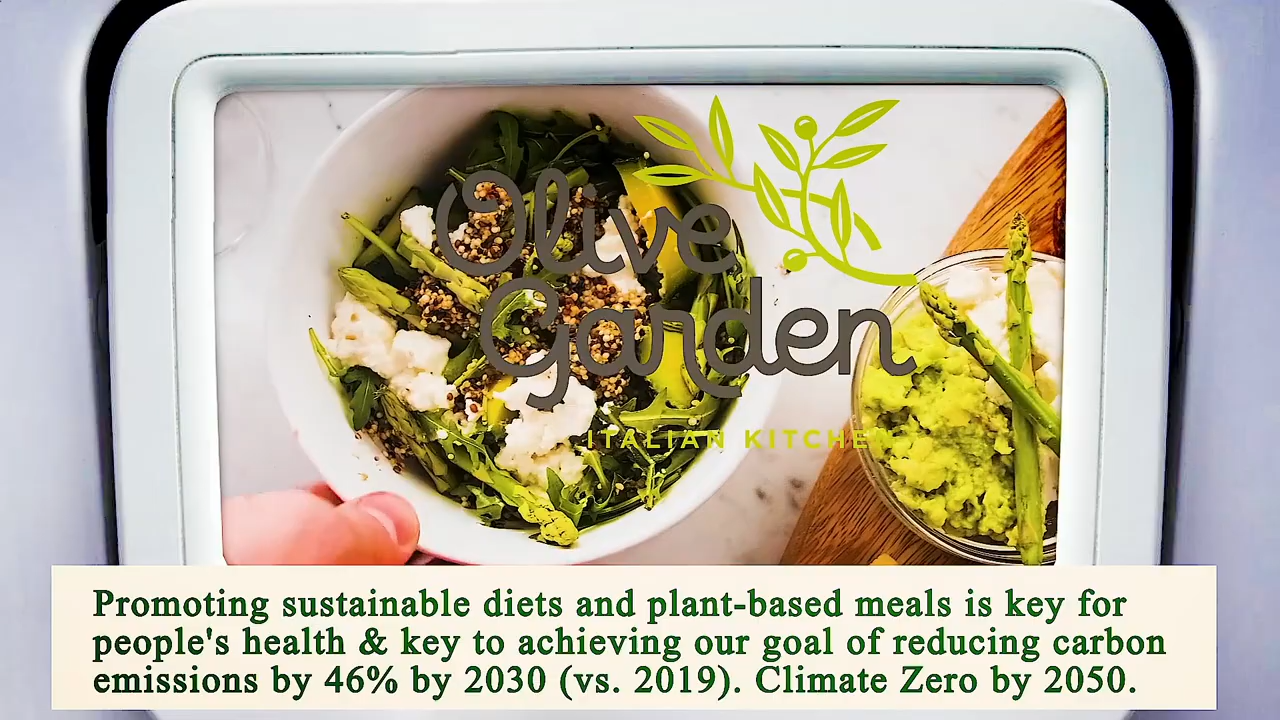 Olive
Garden
ITALIAN KITCHEN
Promoting sustainable diets and plant-based meals is key for
people's health & key to achieving our goal of reducing carbon
emissions by 46% by 2030 (vs. 2019). Climate Zero by 2050.